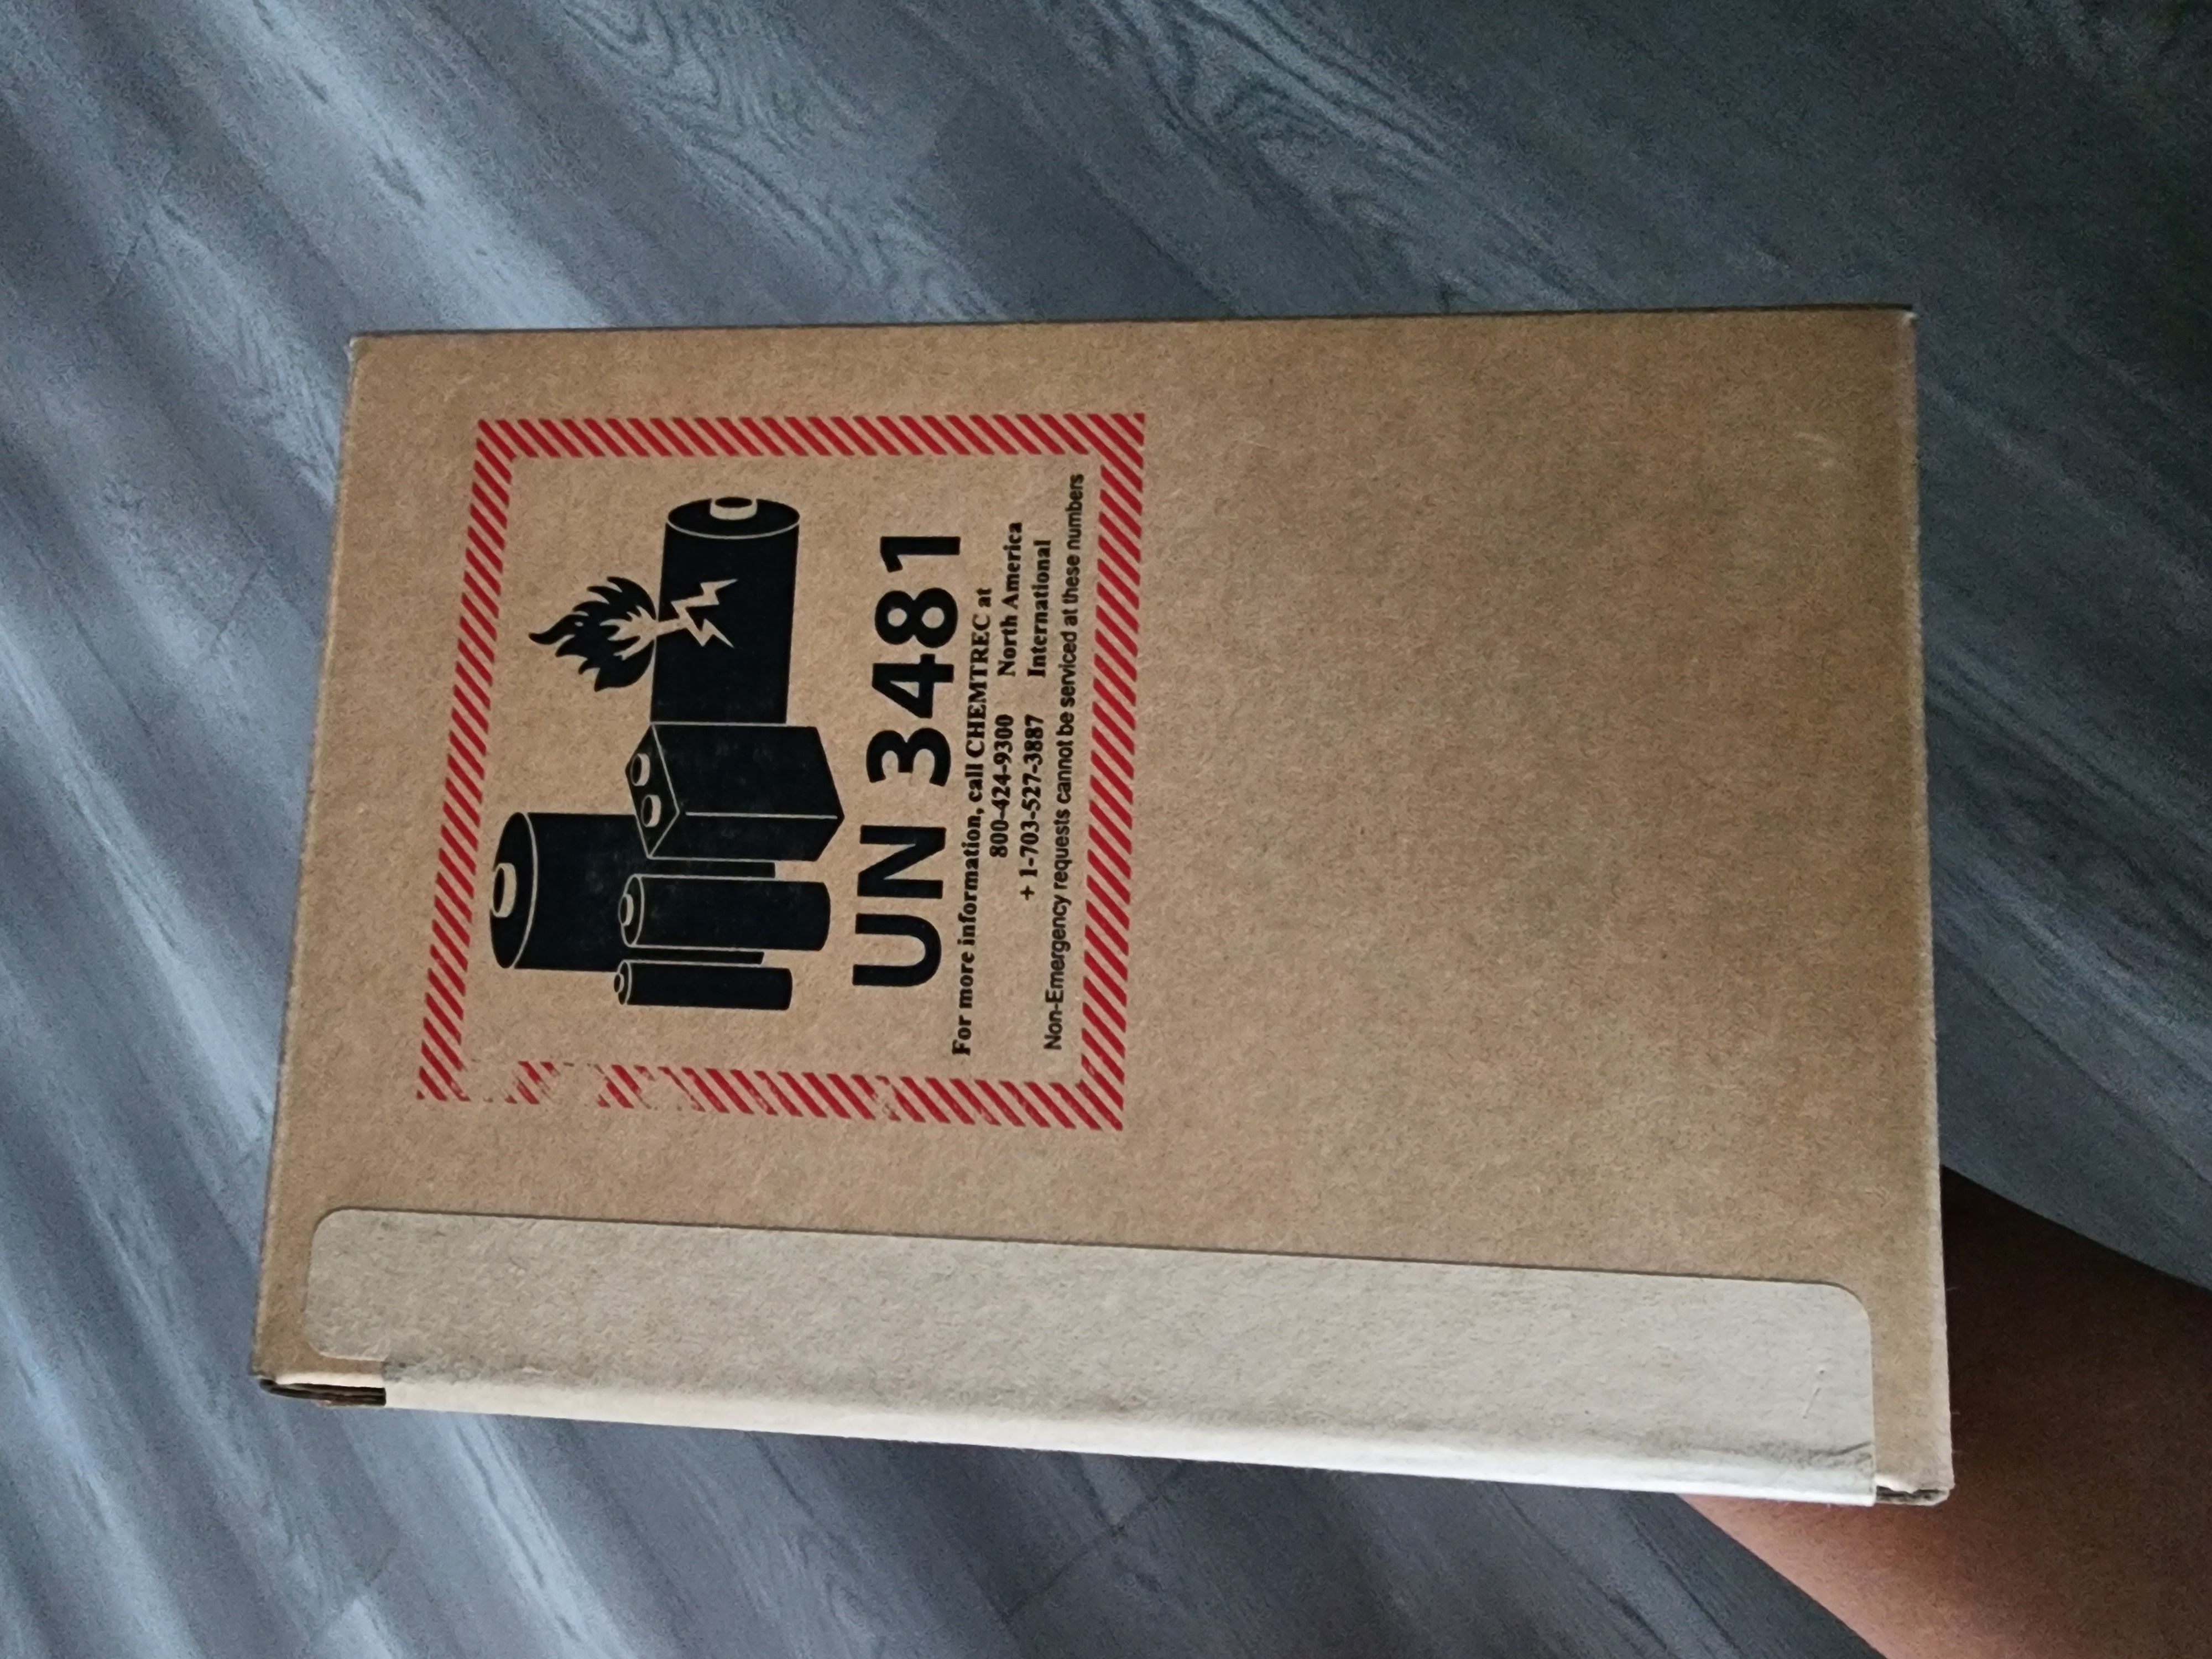 UN 3481
For more information, call CHEMTREC at
800-424-9300 North America
+ 1-703-527-3887 International
Non-Emergency requests cannot be serviced at these numbers